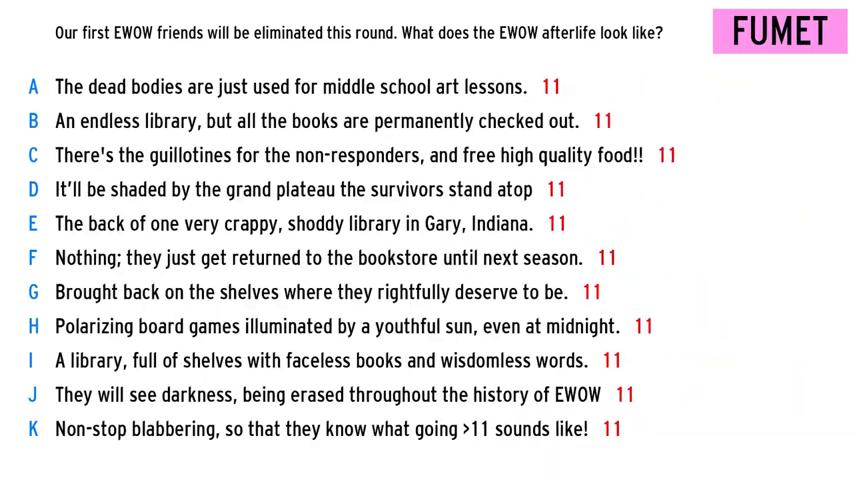 Our first EWOW friends will be eliminated this round. What does the EWOW afterlife look like?
FUMET
A The dead bodies are just used for middle school art lessons. 11
B An endless library, but all the books are permanently checked out. 11
C There's the guillotines for the non-responders, and free high quality food!! 11
D It’ll be shaded by the grand plateau the survivors stand atop 11
E The back of one very crappy, shoddy library in Gary, Indiana. 11
F Nothing; they just get returned to the bookstore until next season. 11
G Brought back on the shelves where they rightfully deserve to be. 11
H Polarizing board games illuminated by a youthful sun, even at midnight. 11
I A library, full of shelves with faceless books and wisdomless words. 11
J They will see darkness, being erased throughout the history of EWOW 11
K Non-stop blabbering, so that they know what going >11 sounds like! 11